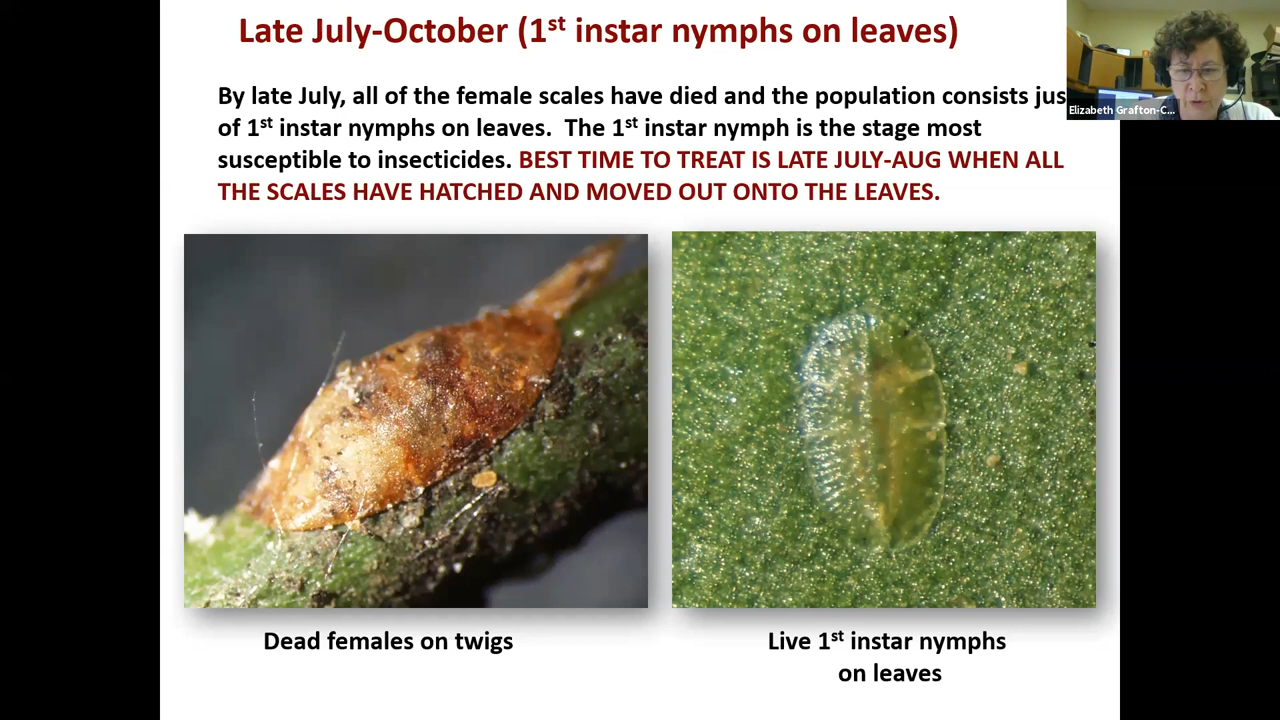 Late July-October (1st instar nymphs on leaves)
By late July, all of the female scales have died and the population consists jus
of 1st instar nymphs on leaves. The 1st instar nymph is the stage most
susceptible to insecticides. BEST TIME TO TREAT IS LATE JULY-AUG WHEN ALL
THE SCALES HAVE HATCHED AND MOVED OUT ONTO THE LEAVES.
Elizabeth Grafton-C...
Dead females on twigs
Live 1st instar nymphs
on leaves